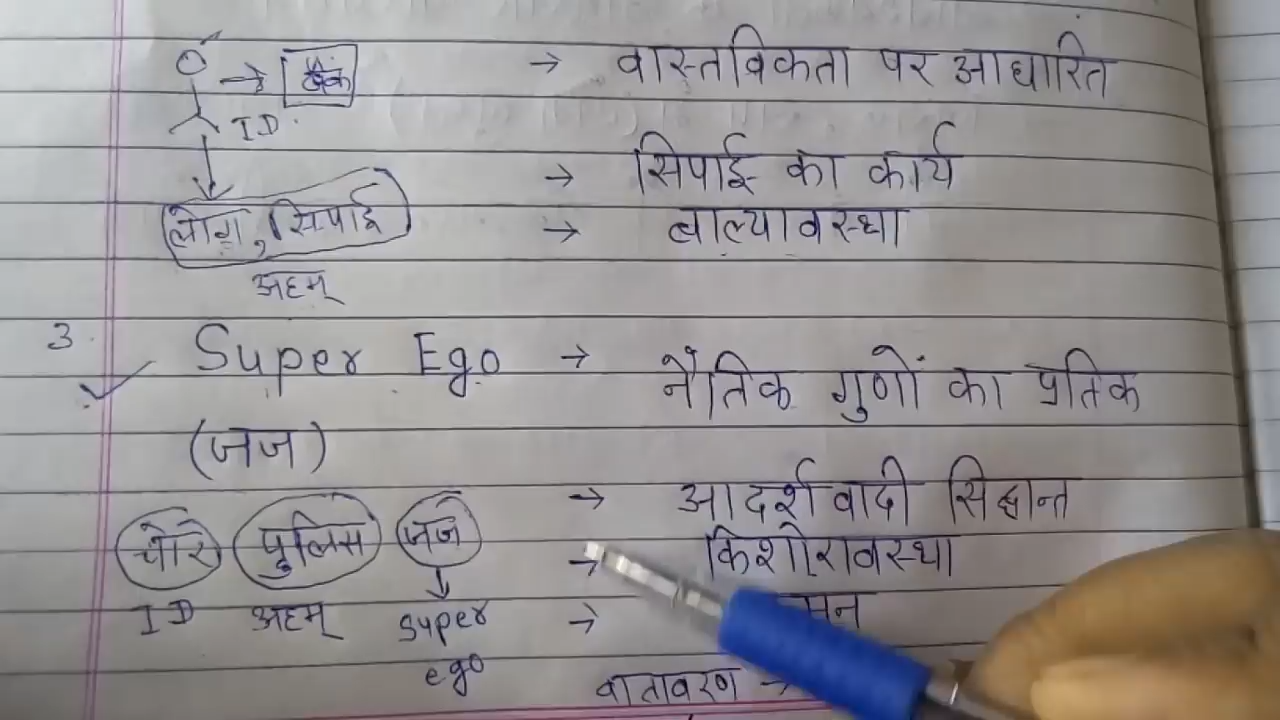 → बैंक → वास्तविकता पर आधारित
ID.
→ सिपाई का कार्य
लोग, सिपाई → बाल्यावस्था
अहम्
3. Super Ego → नैतिक गुणों का प्रतिक
(जज)
→ आदर्शवादी सिद्धान्त
चोर पुलिस जज → किशोरावस्था
ID अहम् super ego →
वातावरण →